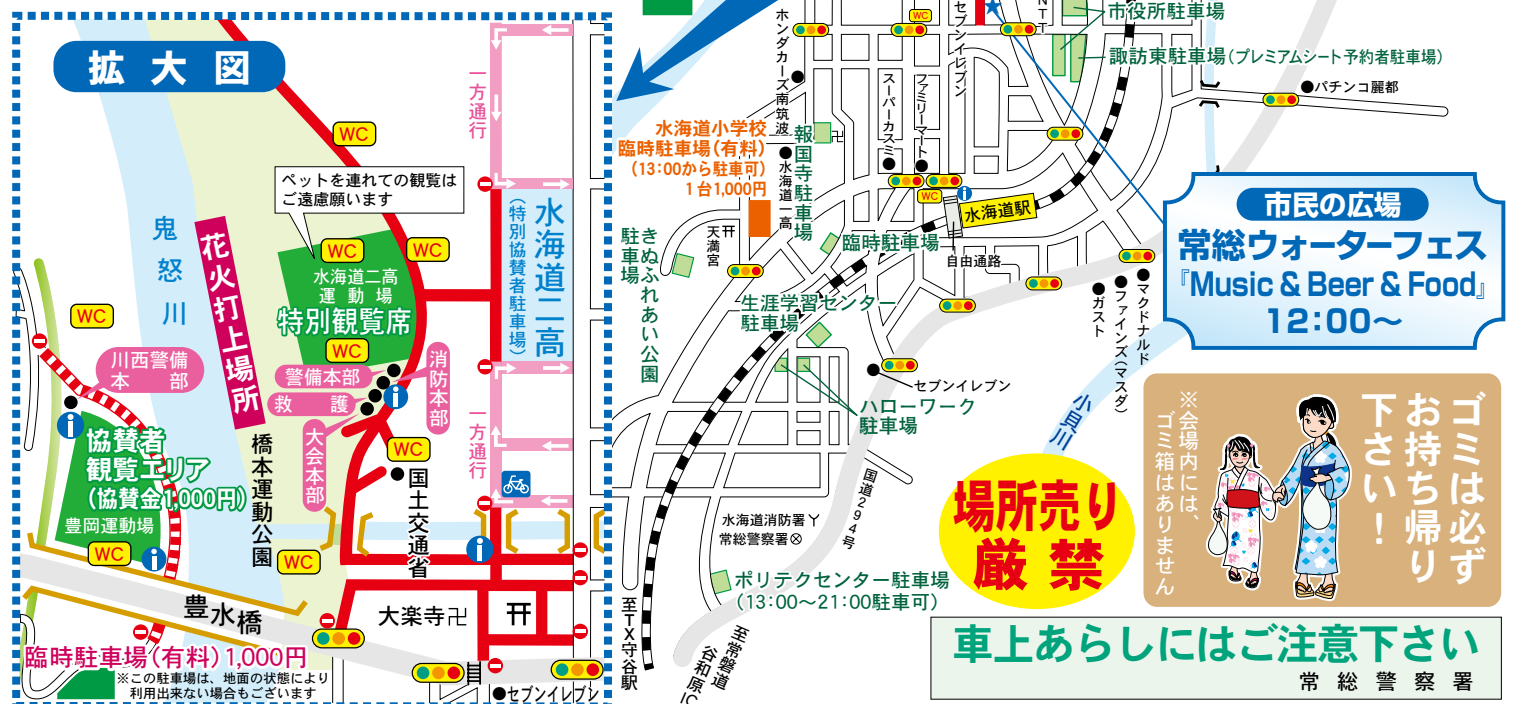 拡大図
WC
一方通行
ペットを連れての観覧は
ご遠慮願います
鬼怒川
花火打上場所
WC
WC
水海道二高
運動場
特別観覧席
WC
水海道二高
(特別協賛者駐車場)
WC
川西警備
本部
警備本部
救護
消防本部
大会本部
WC
一方通行
協賛者
観覧エリア
(協賛金1,000円)
豊岡運動場
WC
橋本運動公園
WC
国土交通省
豊水橋
大楽寺卍
臨時駐車場(有料)1,000円
※この駐車場は、地面の状態により
利用出来ない場合もございます
●セブンイレブン
ホンダカーズ南筑波
WC
セブンイレブン
NTT
市役所駐車場
諏訪東駐車場(プレミアムシート予約者駐車場)
●パチンコ麗都
水海道小学校
臨時駐車場(有料)
(13:00から駐車可)
1台1,000円
報国寺駐車場
卍
水海道一高
スーパーカスミ
ファミリーマート
WC
水海道駅
自由通路
天満宮
臨時駐車場
きぬふれあい公園
駐車場
生涯学習センター
駐車場
セブンイレブン
ハローワーク
駐車場
マクドナルド
ファインズ(マスダ)
ガスト
小貝川
国道294号
水海道消防署
常総警察署
ポリテクセンター駐車場
(13:00〜21:00駐車可)
至TX守谷駅
至常磐道
谷和原IC
市民の広場
常総ウォーターフェス
『Music & Beer & Food』
12:00〜
場所売り
厳禁
ゴミは必ず
お持ち帰り
下さい!
※会場内には、
ゴミ箱はありません
車上あらしにはご注意下さい
常総警察署